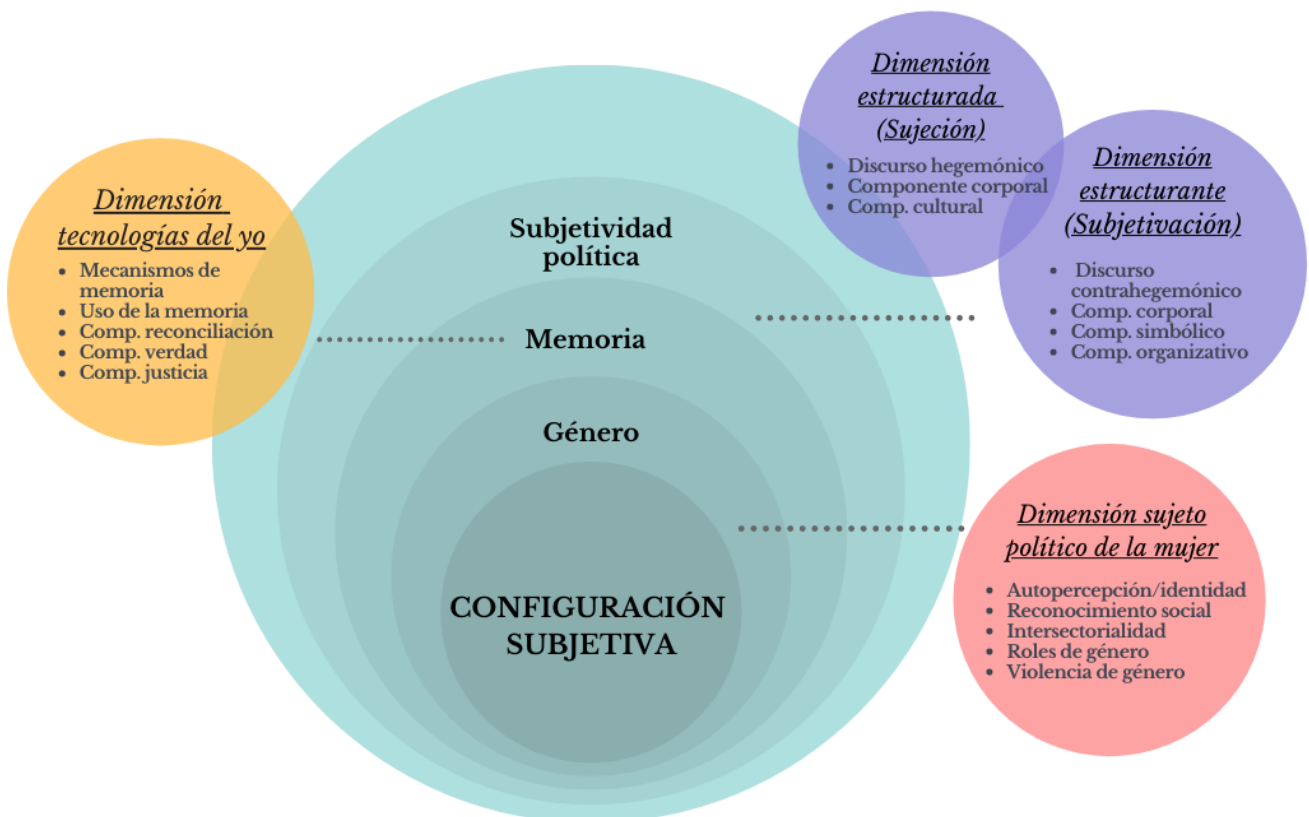 Dimensión
tecnologías del yo
• Mecanismos de
memoria
• Uso de la memoria
• Comp. reconciliación
• Comp. verdad
• Comp. justicia
Subjetividad
política
Memoria
Género
CONFIGURACIÓN
SUBJETIVA
Dimensión
estructurada
(Sujeción)
• Discurso hegemónico
• Componente corporal
• Comp. cultural
Dimensión
estructurante
(Subjetivación)
• Discurso
contrahegemónico
• Comp. corporal
• Comp. simbólico
• Comp. organizativo
Dimensión sujeto
político de la mujer
• Autopercepción/identidad
• Reconocimiento social
• Intersectorialidad
• Roles de género
• Violencia de género